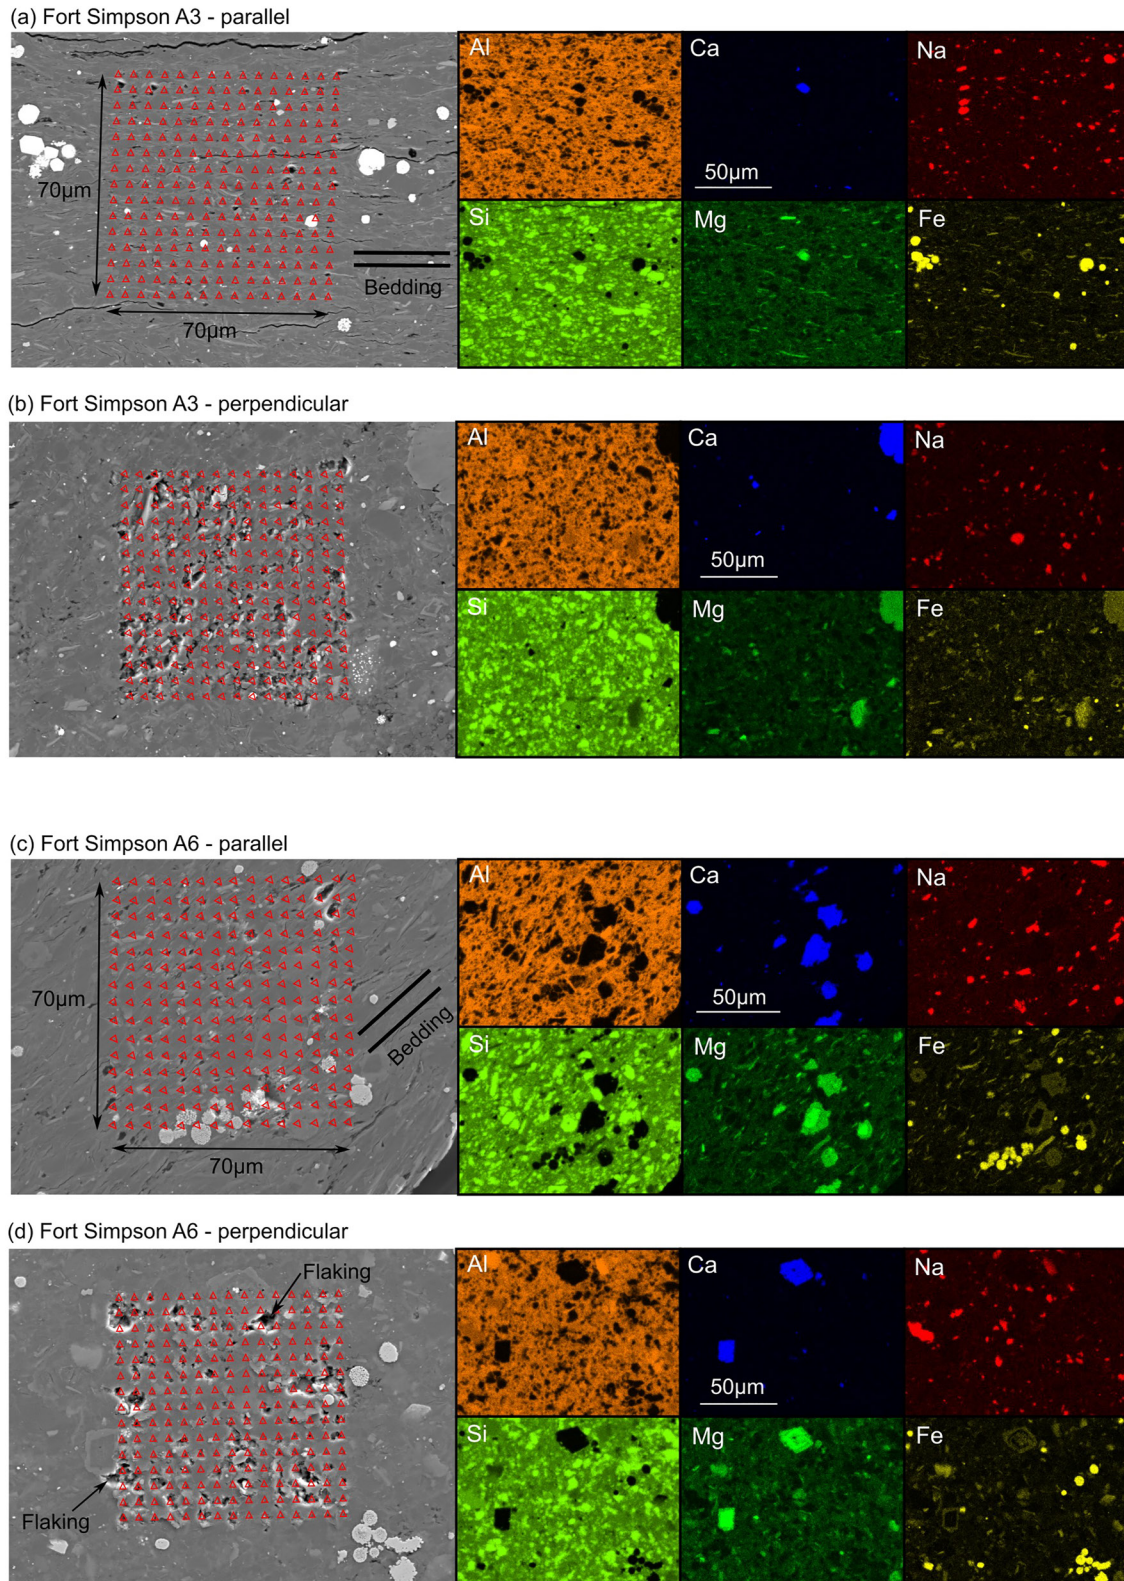 (a) Fort Simpson A3 - parallel
Al
Ca
Na
70µm
50µm
Si
Mg
Fe
Bedding
70µm
(b) Fort Simpson A3 - perpendicular
Al
Ca
Na
50µm
Si
Mg
Fe
(c) Fort Simpson A6 - parallel
Al
Ca
Na
70µm
50µm
Si
Mg
Fe
Bedding
70µm
(d) Fort Simpson A6 - perpendicular
Flaking
Al
Ca
Na
50µm
Si
Mg
Fe
Flaking